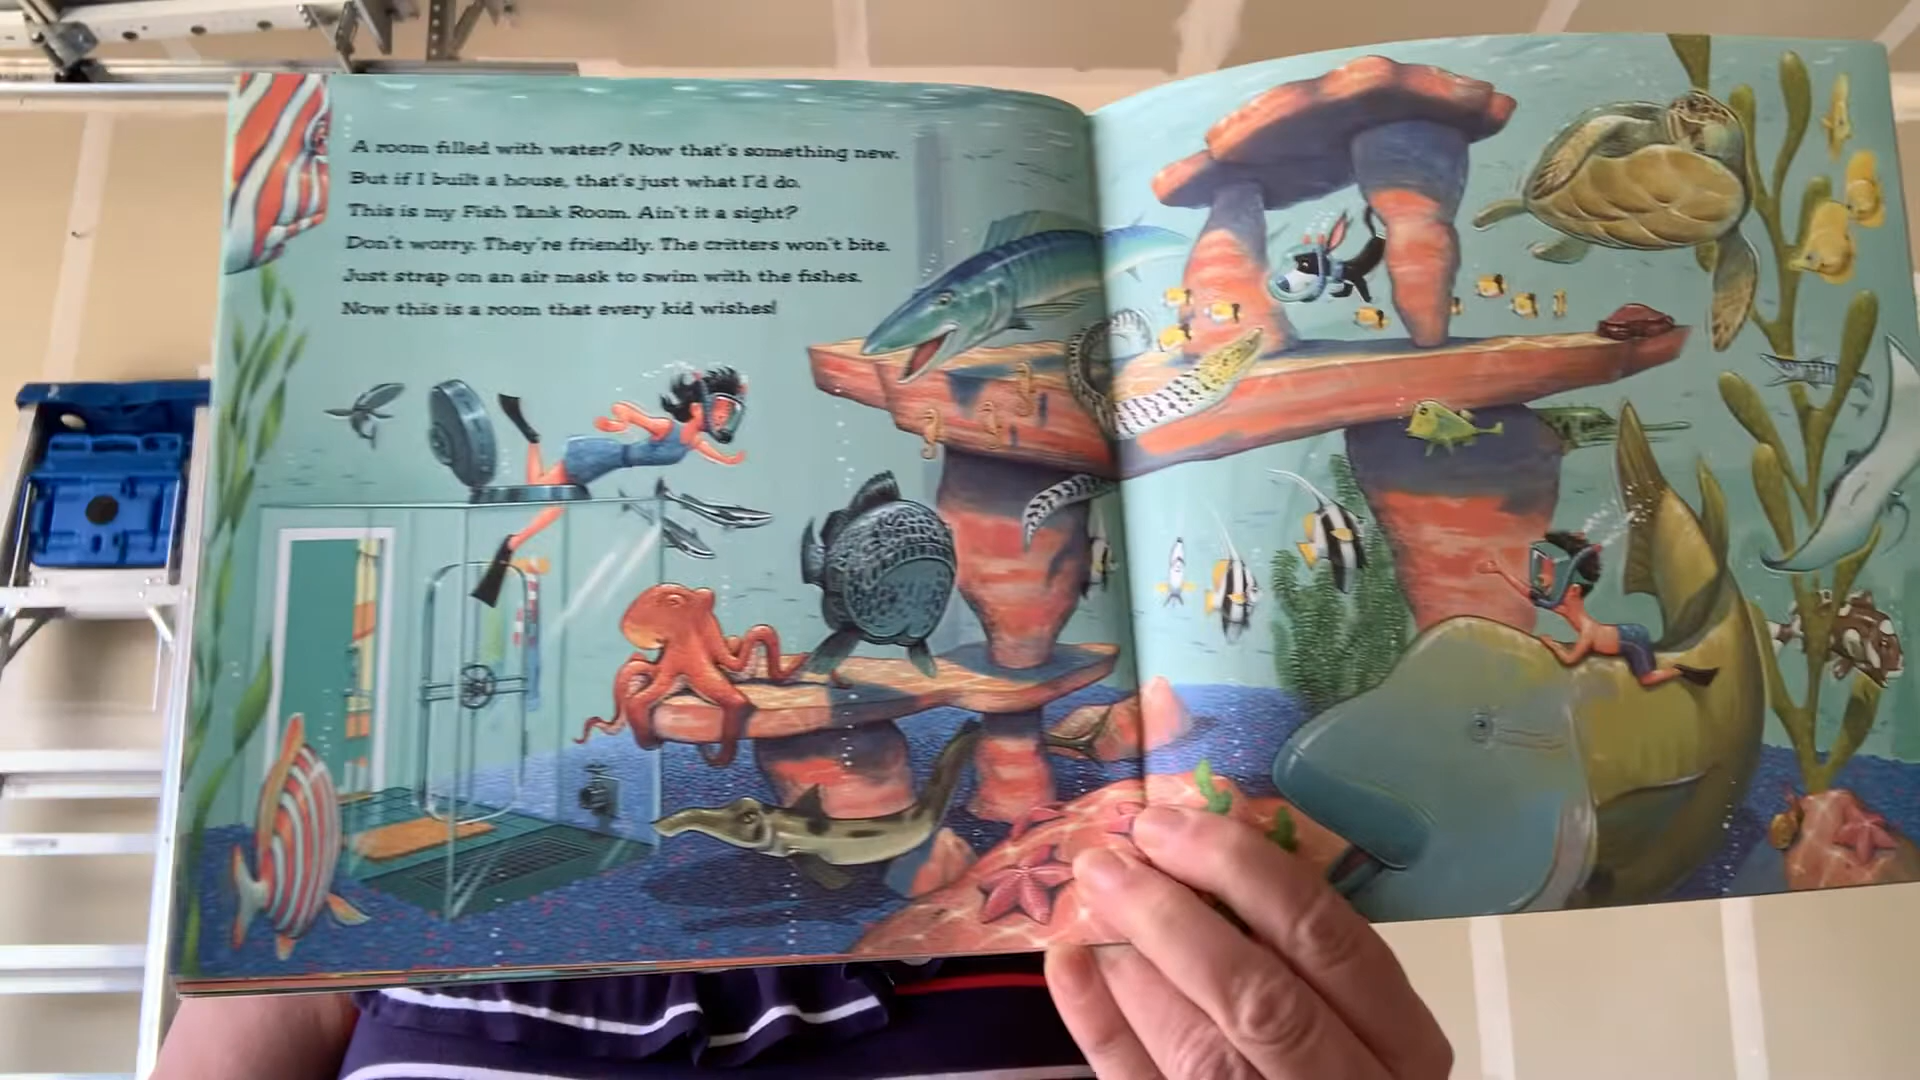 A room filled with water? Now that's something new.
But if I built a house, that's just what I'd do.
This is my Fish Tank Room. Ain't it a sight?
Don't worry. They're friendly. The critters won't bite.
Just strap on an air mask to swim with the fishes.
Now this is a room that every kid wishes!